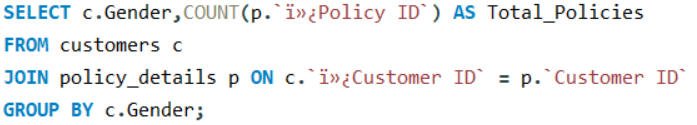 SELECT c.Gender,COUNT(p.`ï»¿Policy ID`) AS Total_Policies
FROM customers c
JOIN policy_details p ON c.`ï»¿Customer ID` = p.`Customer ID`
GROUP BY c.Gender;